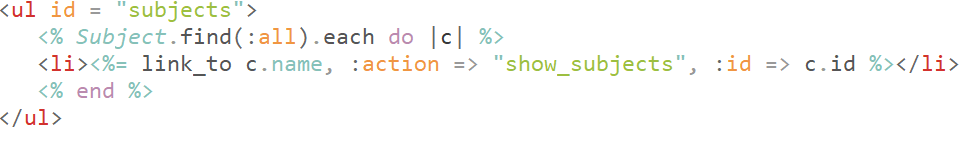 <ul id = "subjects">
   <% Subject.find(:all).each do |c| %>
   <li><%= link_to c.name, :action => "show_subjects", :id => c.id %></li>
   <% end %>
</ul>